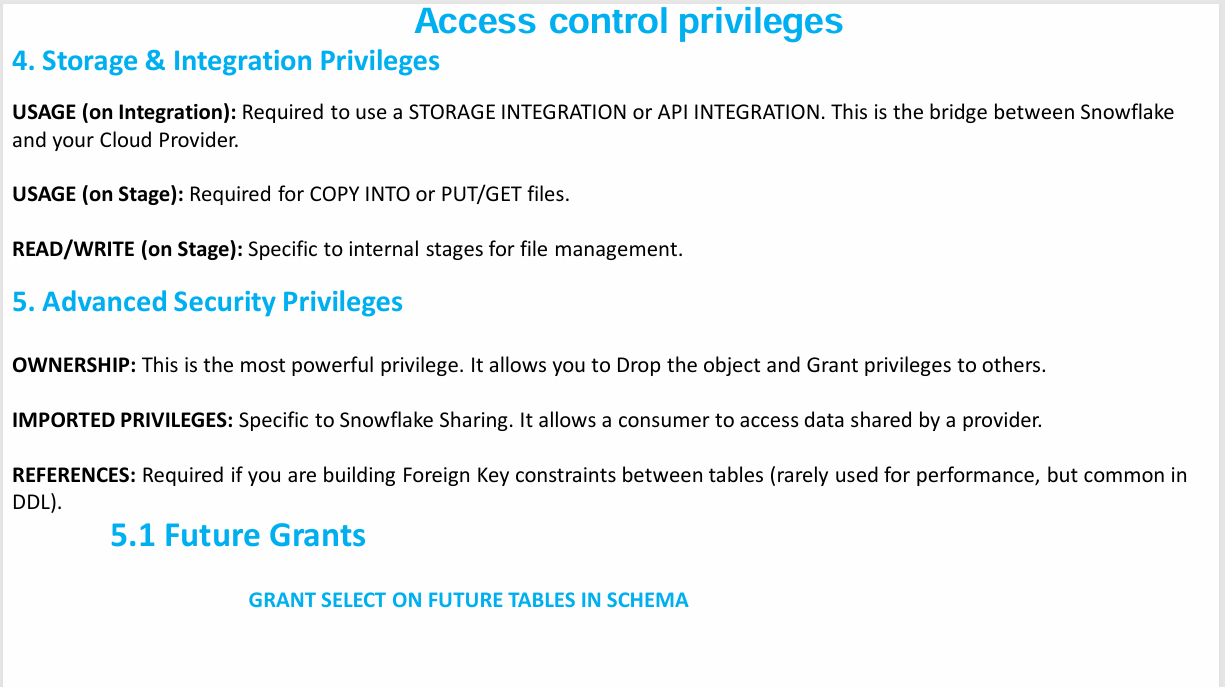 Access control privileges
4. Storage & Integration Privileges
USAGE (on Integration): Required to use a STORAGE INTEGRATION or API INTEGRATION. This is the bridge between Snowflake
and your Cloud Provider.
USAGE (on Stage): Required for COPY INTO or PUT/GET files.
READ/WRITE (on Stage): Specific to internal stages for file management.
5. Advanced Security Privileges
OWNERSHIP: This is the most powerful privilege. It allows you to Drop the object and Grant privileges to others.
IMPORTED PRIVILEGES: Specific to Snowflake Sharing. It allows a consumer to access data shared by a provider.
REFERENCES: Required if you are building Foreign Key constraints between tables (rarely used for performance, but common in
DDL).
5.1 Future Grants
GRANT SELECT ON FUTURE TABLES IN SCHEMA